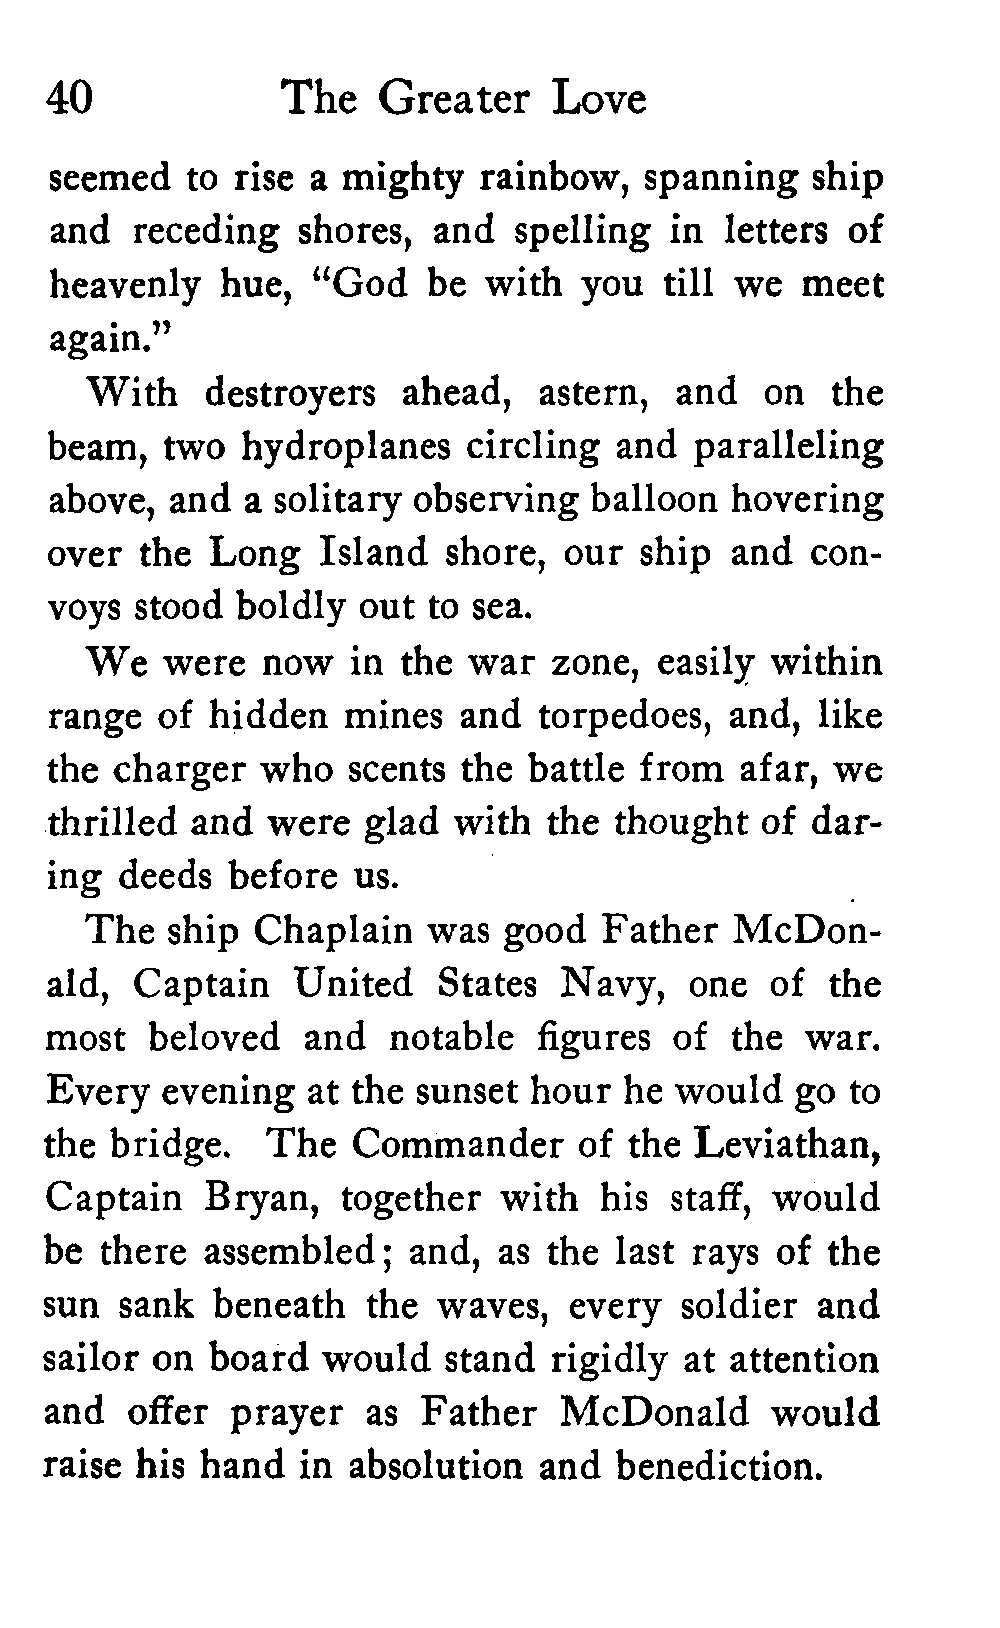 40 The Greater Love
seemed to rise a mighty rainbow, spanning ship
and receding shores, and spelling in letters of
heavenly hue, "God be with you till we meet
again."
With destroyers ahead, astern, and on the
beam, two hydroplanes circling and paralleling
above, and a solitary observing balloon hovering
over the Long Island shore, our ship and con-
voys stood boldly out to sea.
We were now in the war zone, easily within
range of hidden mines and torpedoes, and, like
the charger who scents the battle from afar, we
thrilled and were glad with the thought of dar-
ing deeds before us.
The ship Chaplain was good Father McDon-
ald, Captain United States Navy, one of the
most beloved and notable figures of the war.
Every evening at the sunset hour he would go to
the bridge. The Commander of the Leviathan,
Captain Bryan, together with his staff, would
be there assembled; and, as the last rays of the
sun sank beneath the waves, every soldier and
sailor on board would stand rigidly at attention
and offer prayer as Father McDonald would
raise his hand in absolution and benediction.